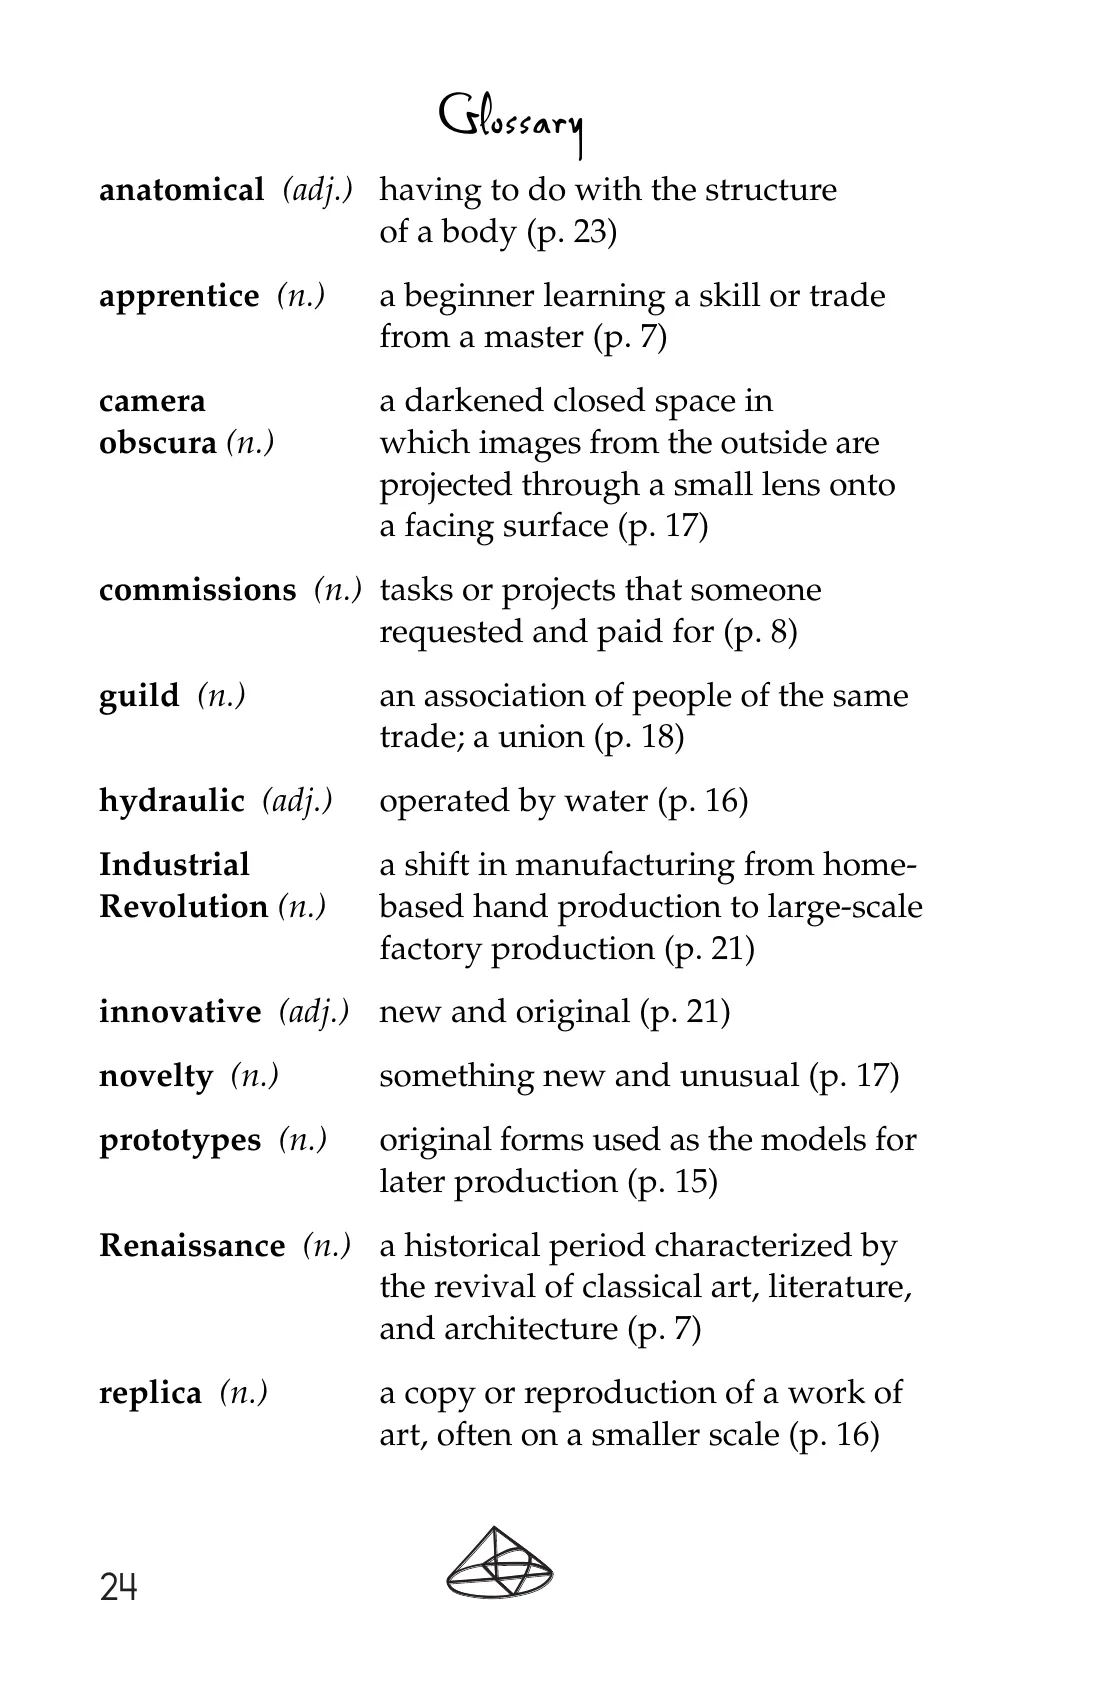 Glossary
anatomical (adj.) having to do with the structure
of a body (p. 23)
apprentice (n.) a beginner learning a skill or trade
from a master (p. 7)
camera a darkened closed space in
obscura (n.) which images from the outside are
projected through a small lens onto
a facing surface (p. 17)
commissions (n.) tasks or projects that someone
requested and paid for (p. 8)
guild (n.) an association of people of the same
trade; a union (p. 18)
hydraulic (adj.) operated by water (p. 16)
Industrial a shift in manufacturing from home-
Revolution (n.) based hand production to large-scale
factory production (p. 21)
innovative (adj.) new and original (p. 21)
novelty (n.) something new and unusual (p. 17)
prototypes (n.) original forms used as the models for
later production (p. 15)
Renaissance (n.) a historical period characterized by
the revival of classical art, literature,
and architecture (p. 7)
replica (n.) a copy or reproduction of a work of
art, often on a smaller scale (p. 16)
24